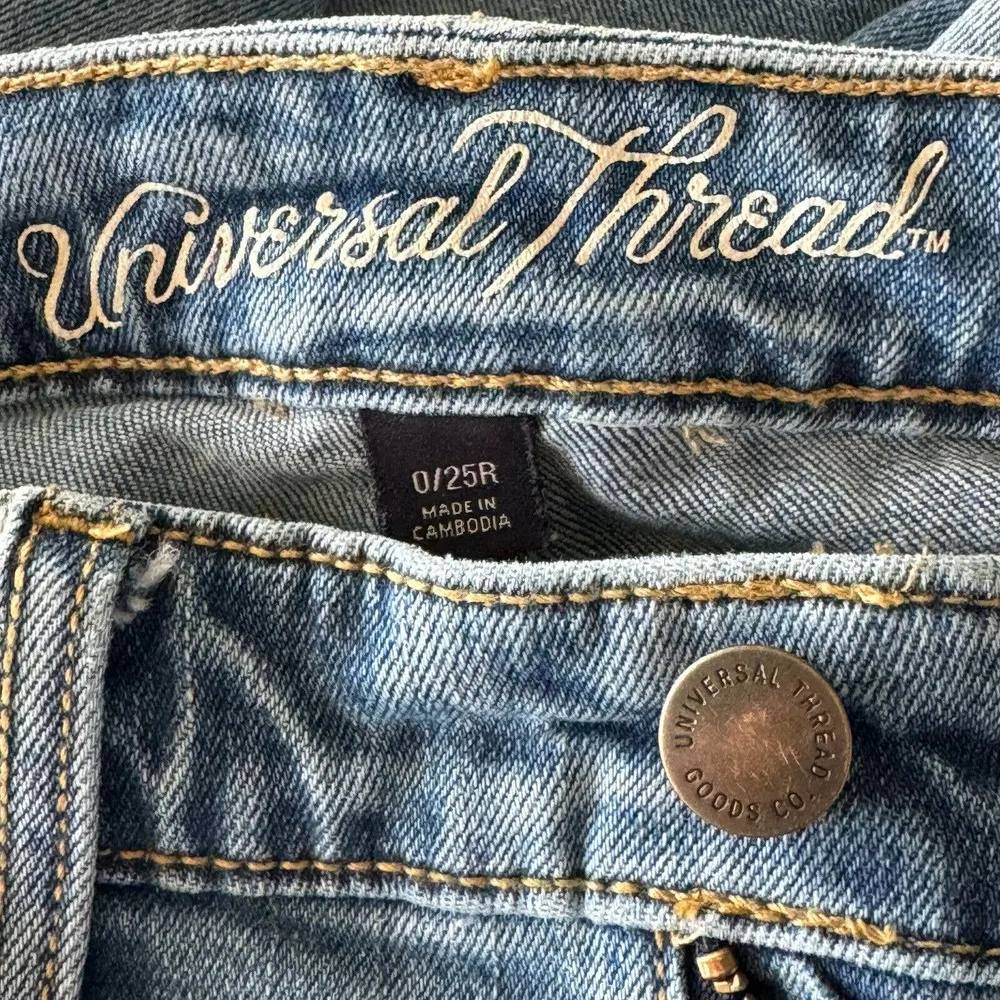 Universal Thread™
0/25R
MADE IN
CAMBODIA
UNIVERSAL THREAD
GOODS CO.